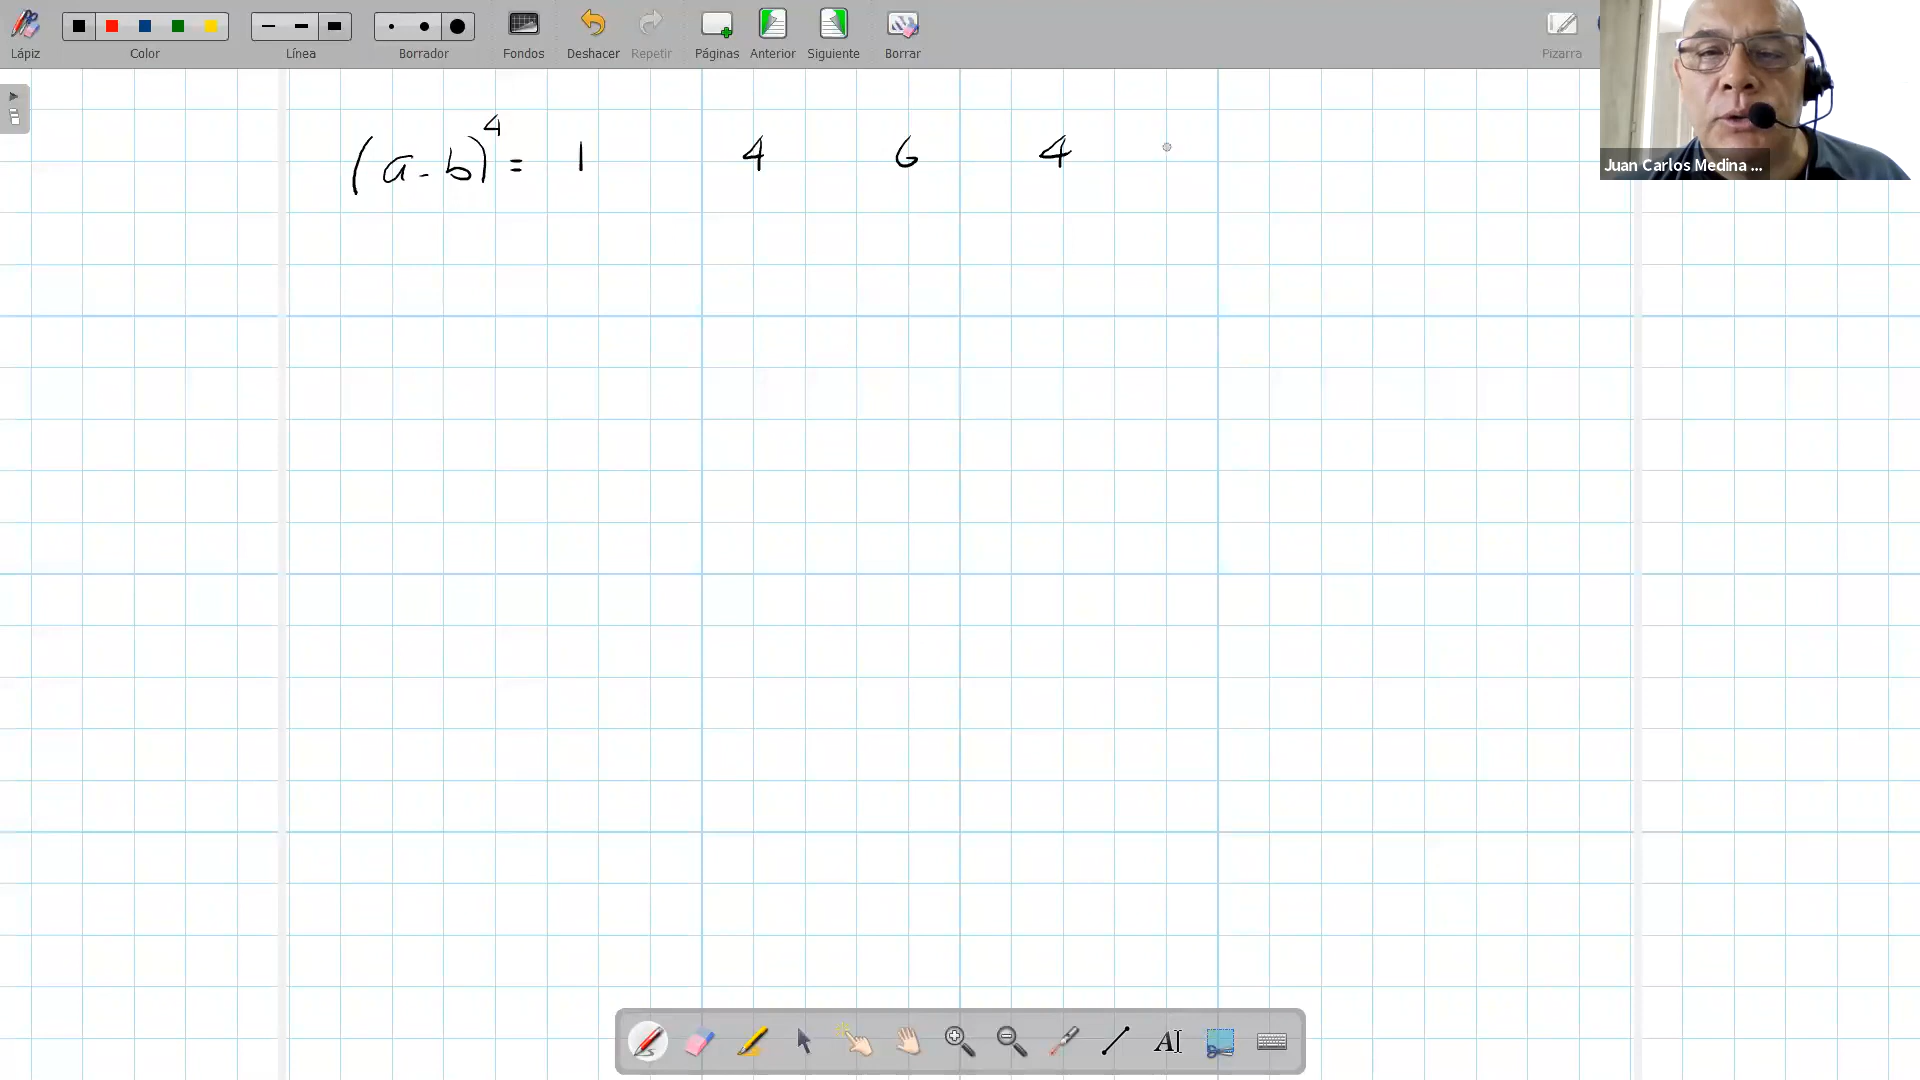 Lápiz Color Línea Borrador Fondos Deshacer Repetir Páginas Anterior Siguiente Borrar Pizarra
Juan Carlos Medina ...
(a - b)⁴ = 1 4 6 4